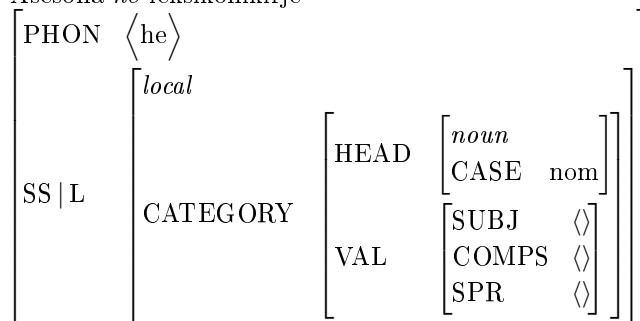 PHON ⟨he⟩
local
HEAD noun
CASE nom
SS | L
CATEGORY
SUBJ ⟨⟩
VAL COMPS ⟨⟩
SPR ⟨⟩